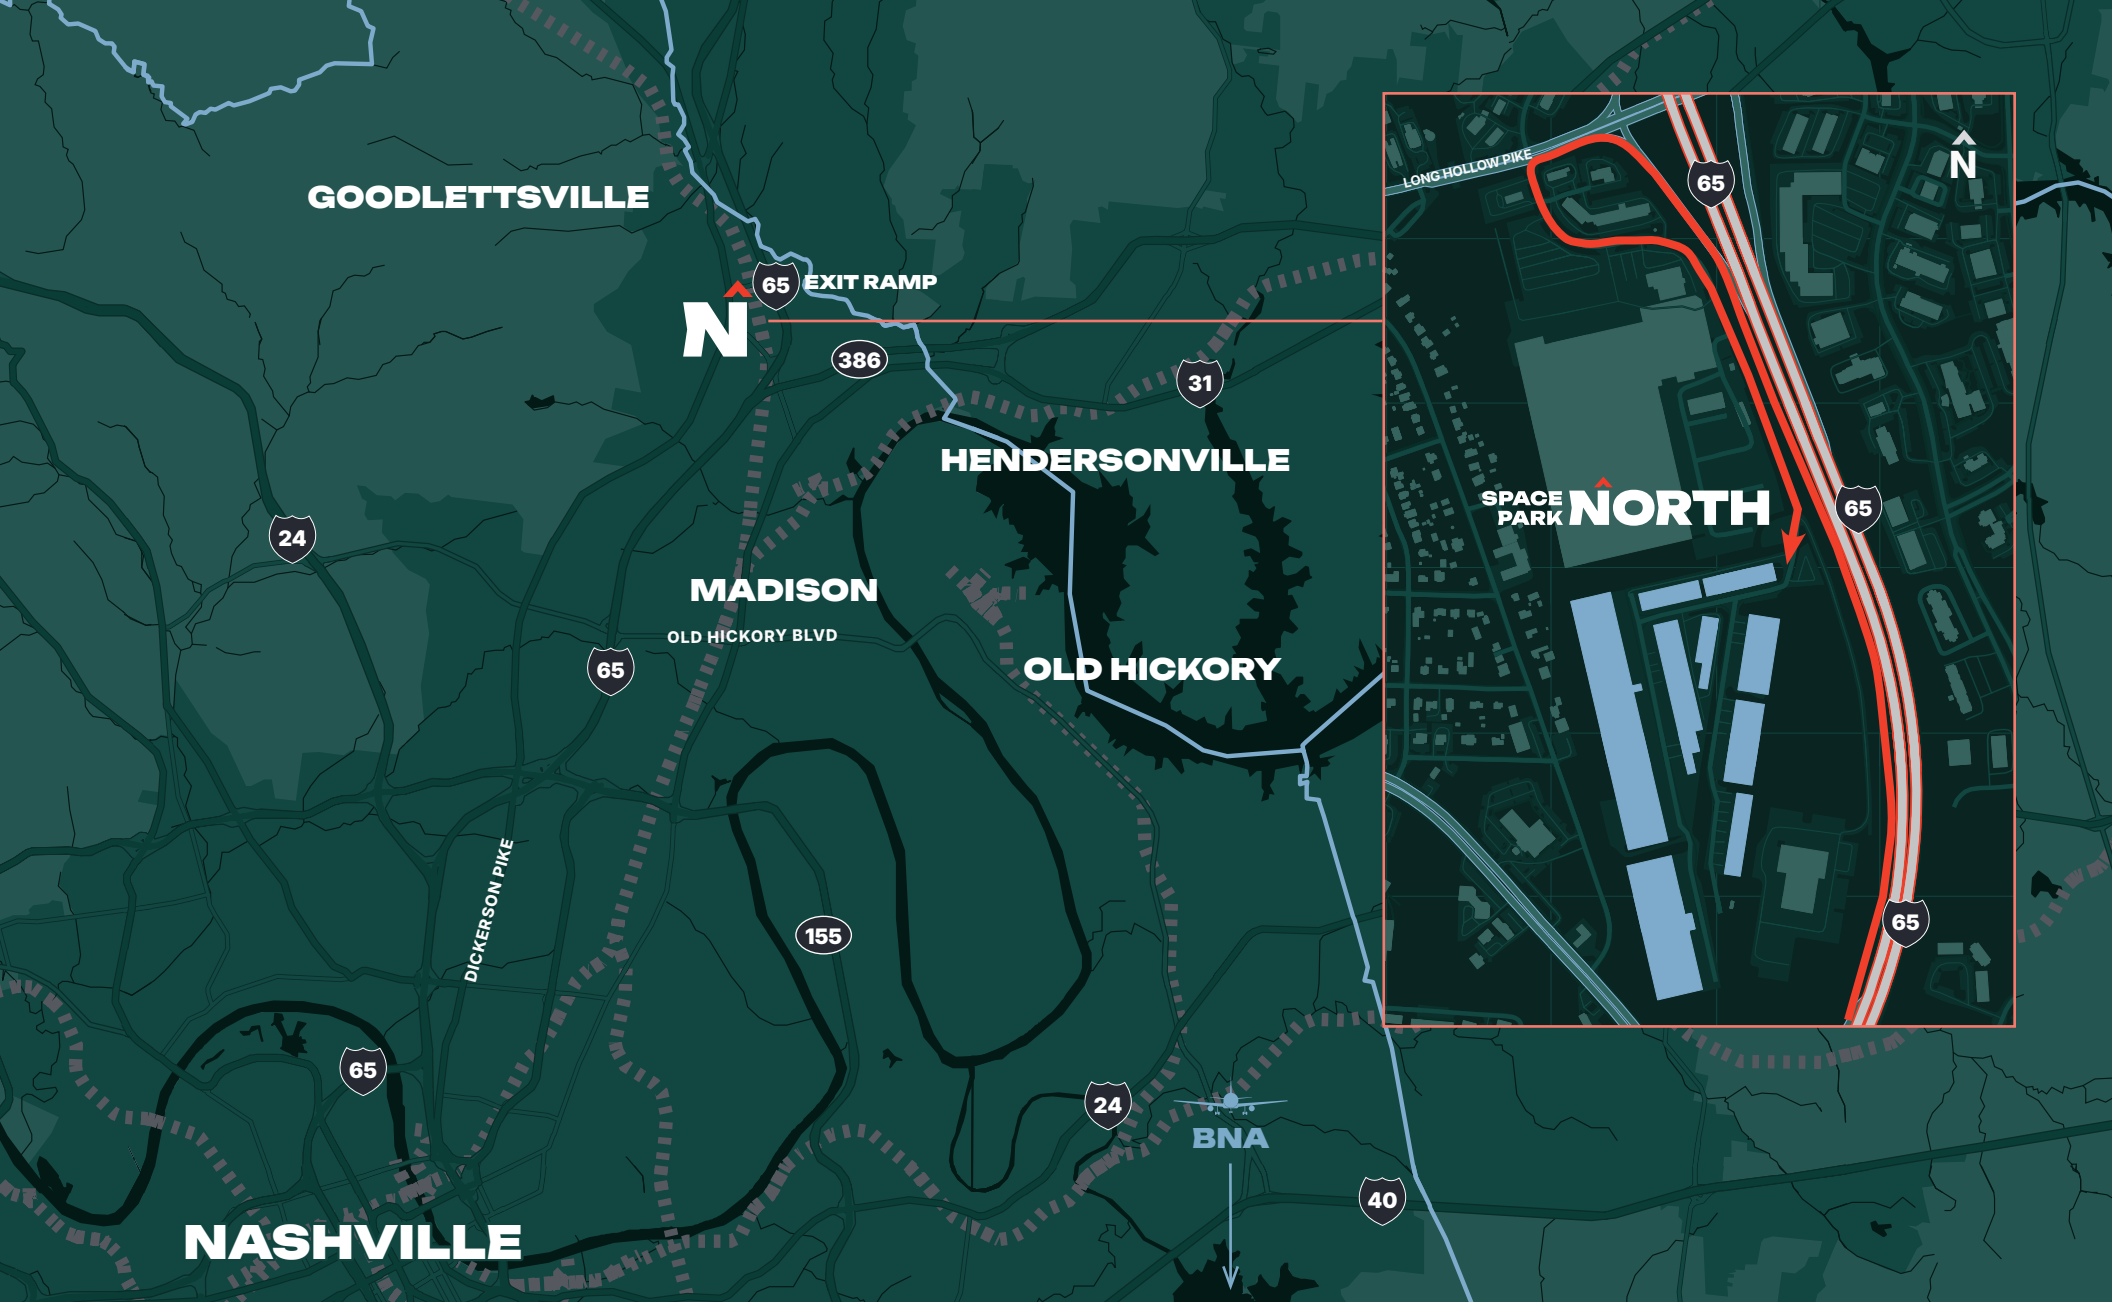 GOODLETTSVILLE
65
EXIT RAMP
N
386
31
HENDERSONVILLE
24
MADISON
OLD HICKORY BLVD
65
OLD HICKORY
DICKERSON PIKE
155
65
24
BNA
40
NASHVILLE
LONG HOLLOW PIKE
65
N
SPACE
PARK
NORTH
65
65